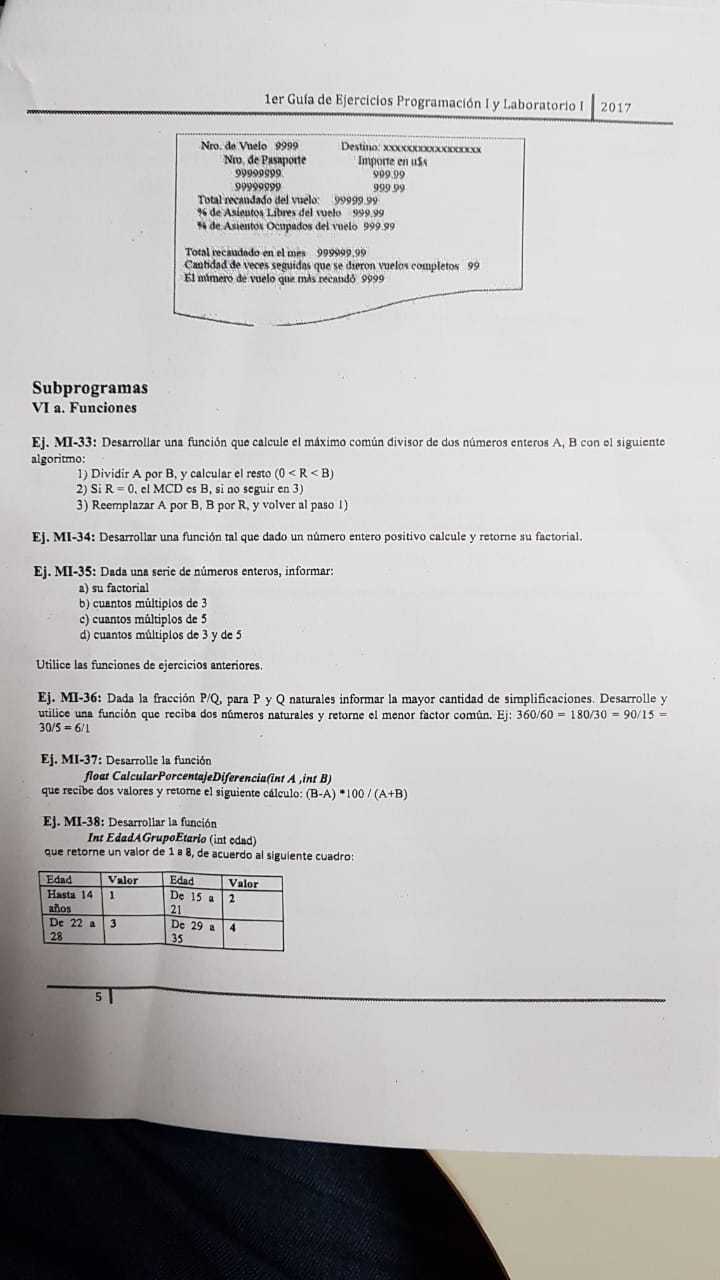 1er Guía de Ejercicios Programación I y Laboratorio I 2017
Nro. de Vuelo 9999 Destino: xxxxxxxxxxxxxxxxx
Nro. de Pasaporte Importe en u$s
99999999 999.99
99999999 999.99
Total recaudado del vuelo: 99999.99
% de Asientos Libres del vuelo 999.99
% de Asientos Ocupados del vuelo 999.99
Total recaudado en el mes 999999.99
Cantidad de veces seguidas que se dieron vuelos completos 99
El número de vuelo que más recaudó 9999
Subprogramas
VI a. Funciones
Ej. MI-33: Desarrollar una función que calcule el máximo común divisor de dos números enteros A, B con el siguiente
algoritmo:
1) Dividir A por B, y calcular el resto (0 < R < B)
2) Si R = 0, el MCD es B, si no seguir en 3)
3) Reemplazar A por B, B por R, y volver al paso 1)
Ej. MI-34: Desarrollar una función tal que dado un número entero positivo calcule y retorne su factorial.
Ej. MI-35: Dada una serie de números enteros, informar:
a) su factorial
b) cuantos múltiplos de 3
c) cuantos múltiplos de 5
d) cuantos múltiplos de 3 y de 5
Utilice las funciones de ejercicios anteriores.
Ej. MI-36: Dada la fracción P/Q, para P y Q naturales informar la mayor cantidad de simplificaciones. Desarrolle y
utilice una función que reciba dos números naturales y retorne el menor factor común. Ej: 360/60 = 180/30 = 90/15 =
30/5 = 6/1
Ej. MI-37: Desarrolle la función
float CalcularPorcentajeDiferencia(int A ,int B)
que recibe dos valores y retorne el siguiente cálculo: (B-A) *100 / (A+B)
Ej. MI-38: Desarrollar la función
Int EdadAGrupoEtario (int edad)
que retorne un valor de 1 a 8, de acuerdo al siguiente cuadro:
Edad Valor Edad Valor
Hasta 14 1 De 15 a 2
años 21
De 22 a 3 De 29 a 4
28 35
5